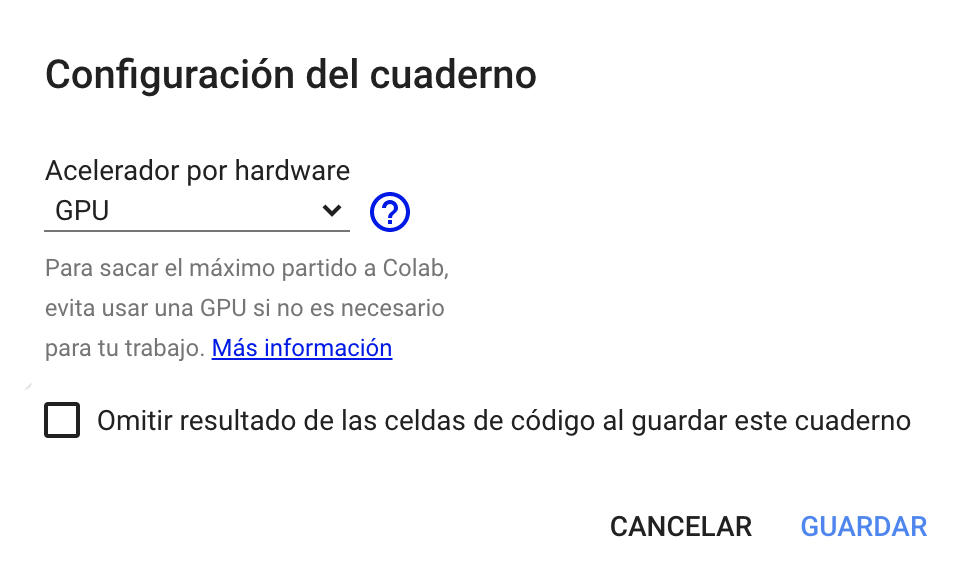 Configuración del cuaderno
Acelerador por hardware
GPU
?
Para sacar el máximo partido a Colab,
evita usar una GPU si no es necesario
para tu trabajo. Más información
Omitir resultado de las celdas de código al guardar este cuaderno
CANCELAR GUARDAR